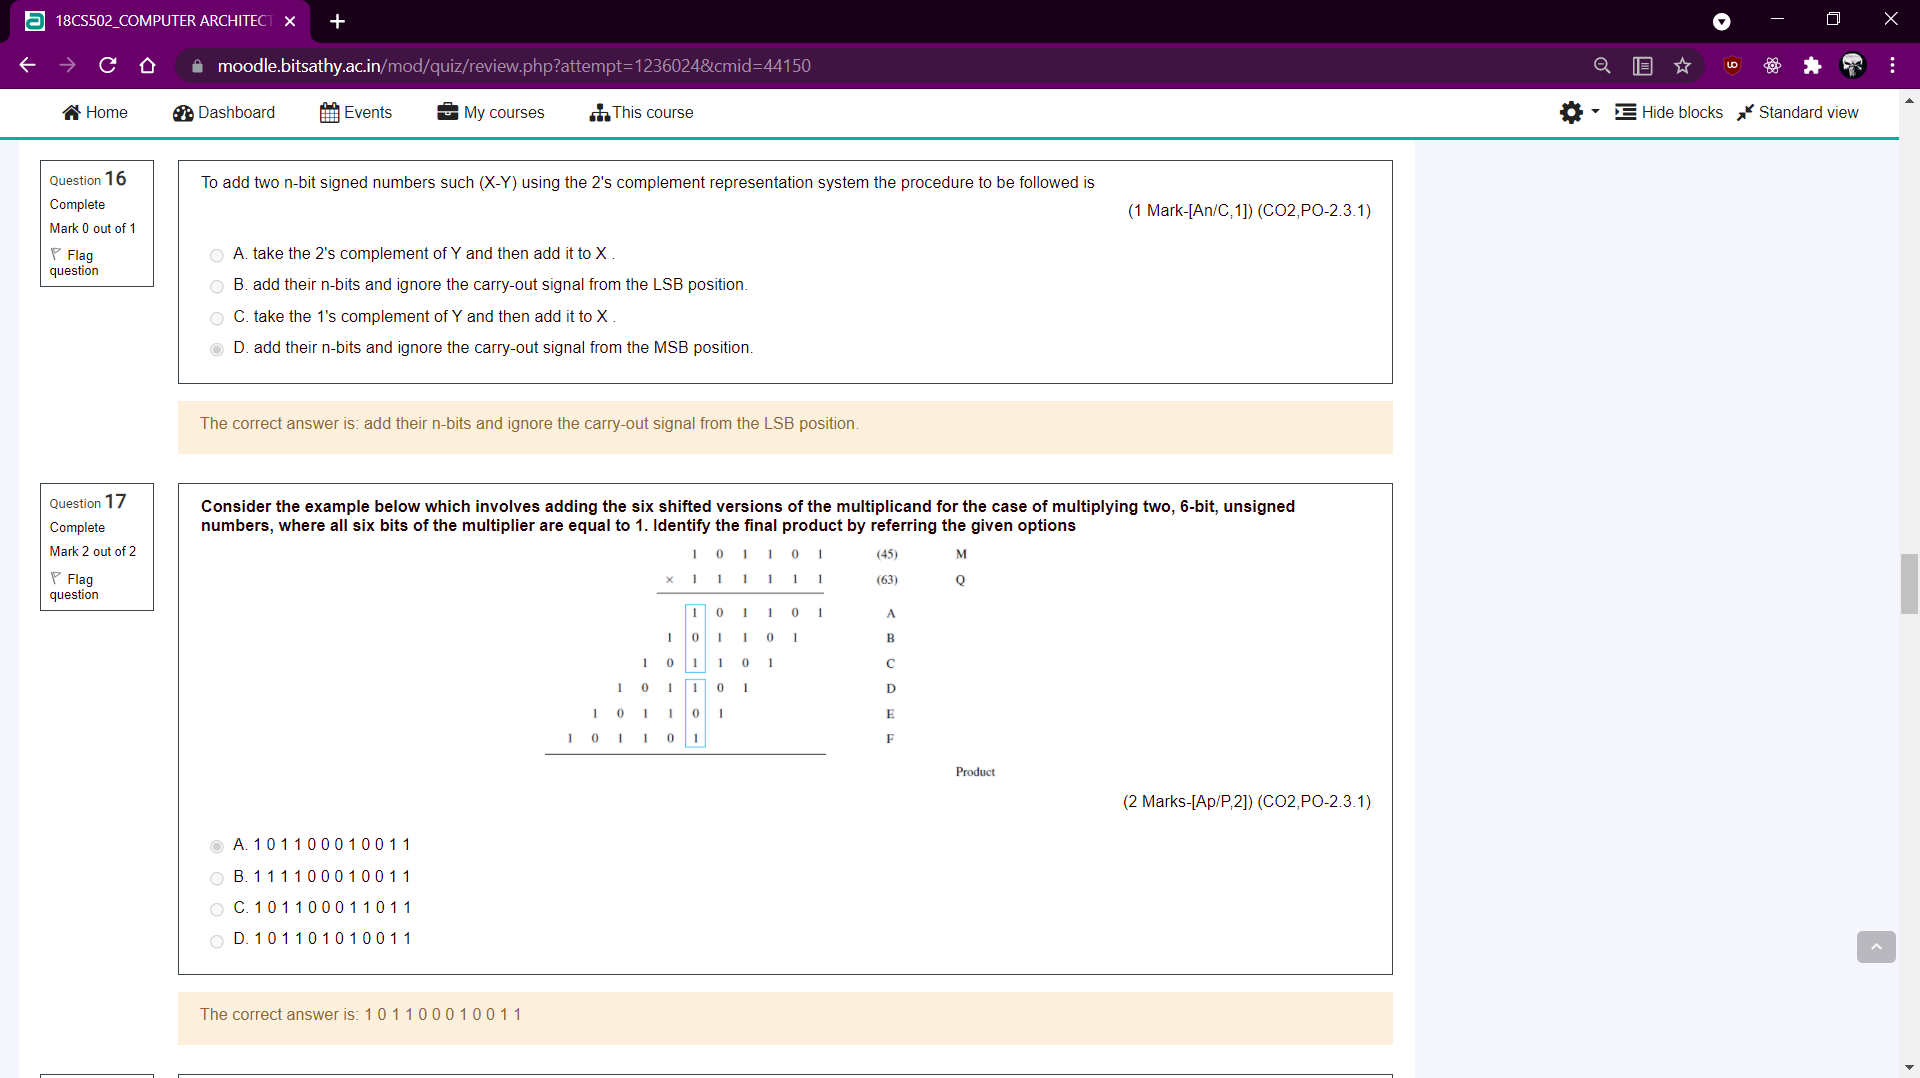 18CS502_COMPUTER ARCHITECT
moodle.bitsathy.ac.in/mod/quiz/review.php?attempt=1236024&cmid=44150
Home Dashboard Events My courses This course Hide blocks Standard view
Question 16
Complete
Mark 0 out of 1
Flag
question
To add two n-bit signed numbers such (X-Y) using the 2's complement representation system the procedure to be followed is
(1 Mark-[An/C,1]) (CO2,PO-2.3.1)
A. take the 2's complement of Y and then add it to X .
B. add their n-bits and ignore the carry-out signal from the LSB position.
C. take the 1's complement of Y and then add it to X .
D. add their n-bits and ignore the carry-out signal from the MSB position.
The correct answer is: add their n-bits and ignore the carry-out signal from the LSB position.
Question 17
Complete
Mark 2 out of 2
Flag
question
Consider the example below which involves adding the six shifted versions of the multiplicand for the case of multiplying two, 6-bit, unsigned
numbers, where all six bits of the multiplier are equal to 1. Identify the final product by referring the given options
1 0 1 1 0 1 (45) M
× 1 1 1 1 1 1 (63) Q
1 0 1 1 0 1 A
1 0 1 1 0 1 B
1 0 1 1 0 1 C
1 0 1 1 0 1 D
1 0 1 1 0 1 E
1 0 1 1 0 1 F
Product
(2 Marks-[Ap/P,2]) (CO2,PO-2.3.1)
A. 1 0 1 1 0 0 0 1 0 0 1 1
B. 1 1 1 1 0 0 0 1 0 0 1 1
C. 1 0 1 1 0 0 0 1 1 0 1 1
D. 1 0 1 1 0 1 0 1 0 0 1 1
The correct answer is: 1 0 1 1 0 0 0 1 0 0 1 1